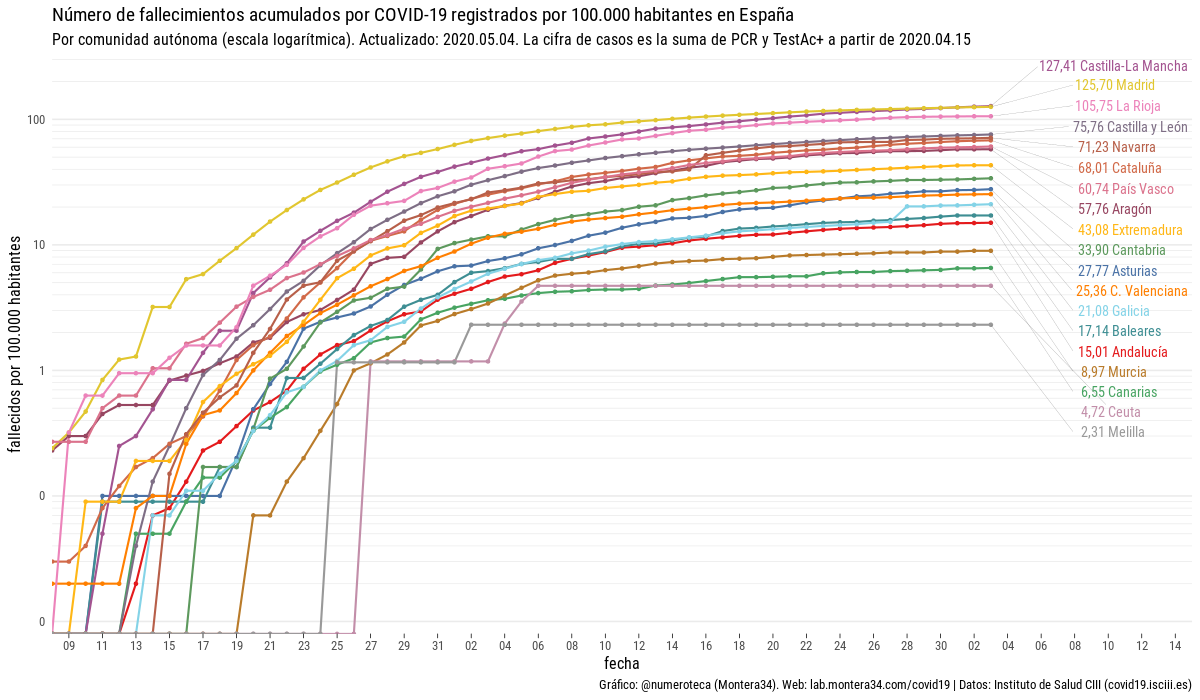 Número de fallecimientos acumulados por COVID-19 registrados por 100.000 habitantes en España
Por comunidad autónoma (escala logarítmica). Actualizado: 2020.05.04. La cifra de casos es la suma de PCR y TestAc+ a partir de 2020.04.15
127,41 Castilla-La Mancha
125,70 Madrid
105,75 La Rioja
75,76 Castilla y León
71,23 Navarra
68,01 Cataluña
60,74 País Vasco
57,76 Aragón
43,08 Extremadura
33,90 Cantabria
27,77 Asturias
25,36 C. Valenciana
21,08 Galicia
17,14 Baleares
15,01 Andalucía
8,97 Murcia
6,55 Canarias
4,72 Ceuta
2,31 Melilla
fallecidos por 100.000 habitantes
100
10
1
0
0
09 11 13 15 17 19 21 23 25 27 29 31 02 04 06 08 10 12 14 16 18 20 22 24 26 28 30 02 04 06 08 10 12 14
fecha
Gráfico: @numeroteca (Montera34). Web: lab.montera34.com/covid19 | Datos: Instituto de Salud CIII (covid19.isciii.es)